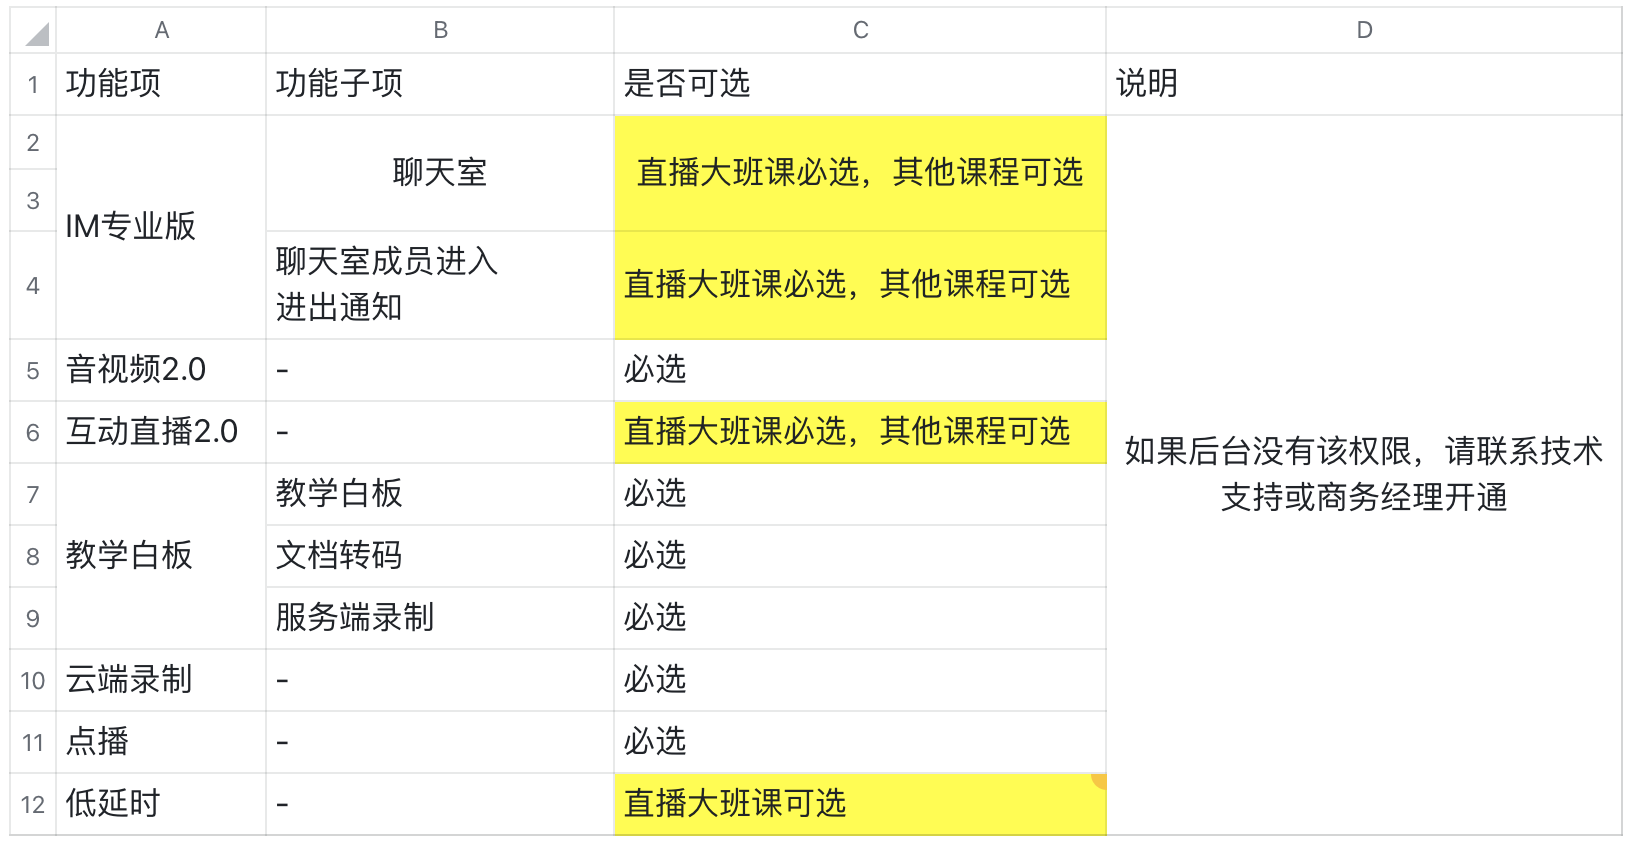 A B C D
1 功能项 功能子项 是否可选 说明
2
聊天室 直播大班课必选，其他课程可选
3
IM专业版
聊天室成员进入
4 直播大班课必选，其他课程可选
进出通知
5 音视频2.0 - 必选
6 互动直播2.0 - 直播大班课必选，其他课程可选
如果后台没有该权限，请联系技术
支持或商务经理开通
7 教学白板 必选
8 教学白板 文档转码 必选
9 服务端录制 必选
10 云端录制 - 必选
11 点播 - 必选
12 低延时 - 直播大班课可选